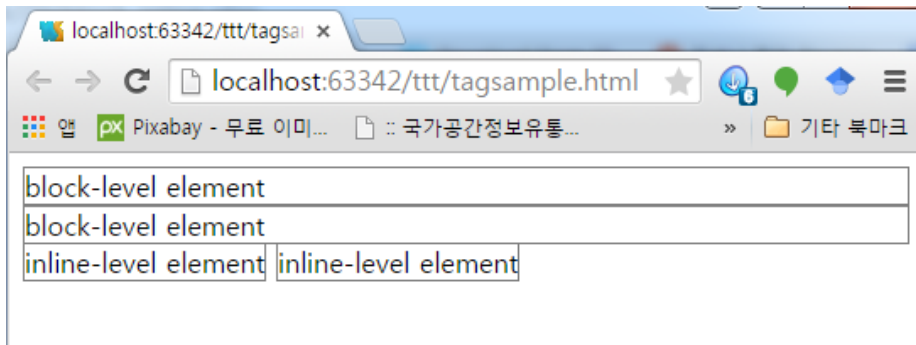 localhost:63342/ttt/tagsa
localhost:63342/ttt/tagsample.html
6
앱 px Pixabay - 무료 이미... :: 국가공간정보유통... » 기타 북마크
block-level element
block-level element
inline-level element inline-level element